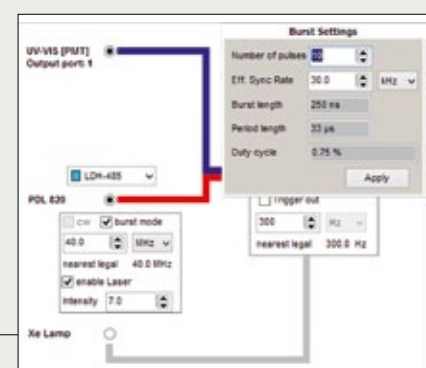 Burst Settings
UV-VIS [PMT]
Output port: 1
Number of pulses 10
Eff. Sync Rate 30.0 kHz
Burst length 250 ns
Period length 33 µs
Duty cycle 0.75 %
Apply
LDH-485
PDL 820
cw burst mode
40.0 MHz
nearest legal 40.0 MHz
enable Laser
Intensity 7.0
Trigger out
300 Hz
nearest legal 300.0 Hz
Xe Lamp